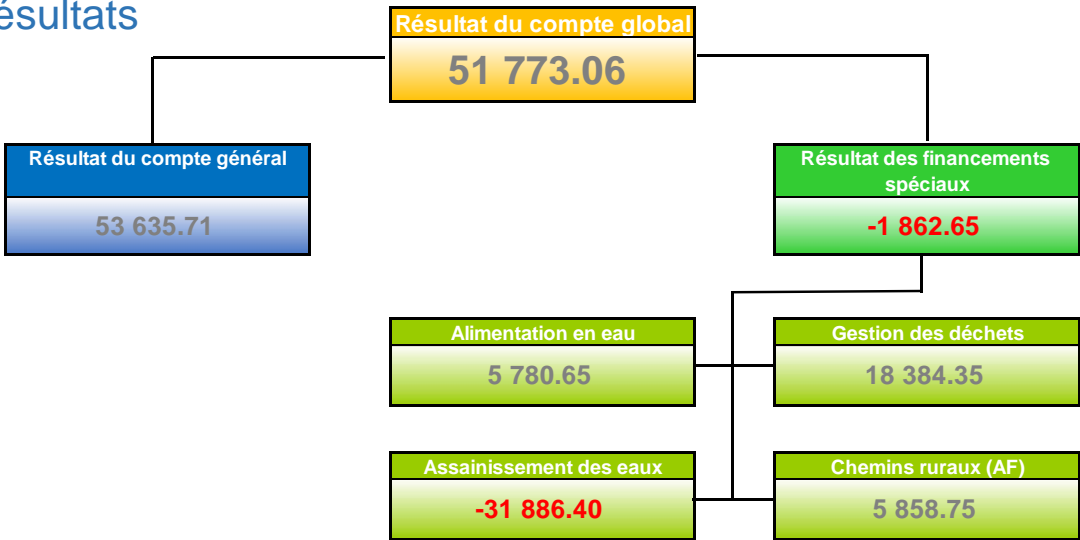 ésultats
Résultat du compte global
51 773.06
Résultat du compte général
53 635.71
Résultat des financements
spéciaux
-1 862.65
Alimentation en eau
5 780.65
Gestion des déchets
18 384.35
Assainissement des eaux
-31 886.40
Chemins ruraux (AF)
5 858.75